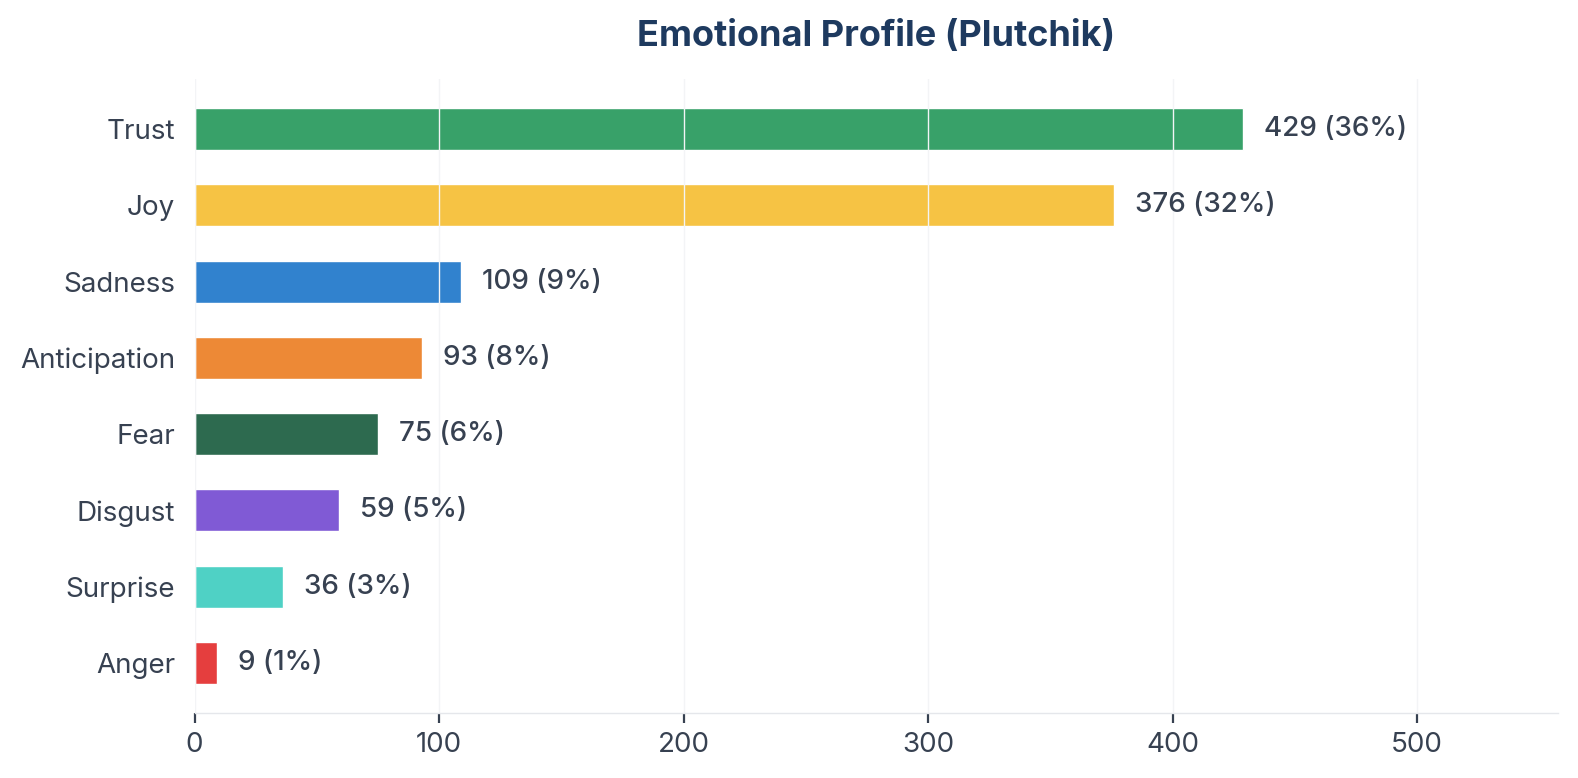 Emotional Profile (Plutchik)
Trust 429 (36%)
Joy 376 (32%)
Sadness 109 (9%)
Anticipation 93 (8%)
Fear 75 (6%)
Disgust 59 (5%)
Surprise 36 (3%)
Anger 9 (1%)
0 100 200 300 400 500